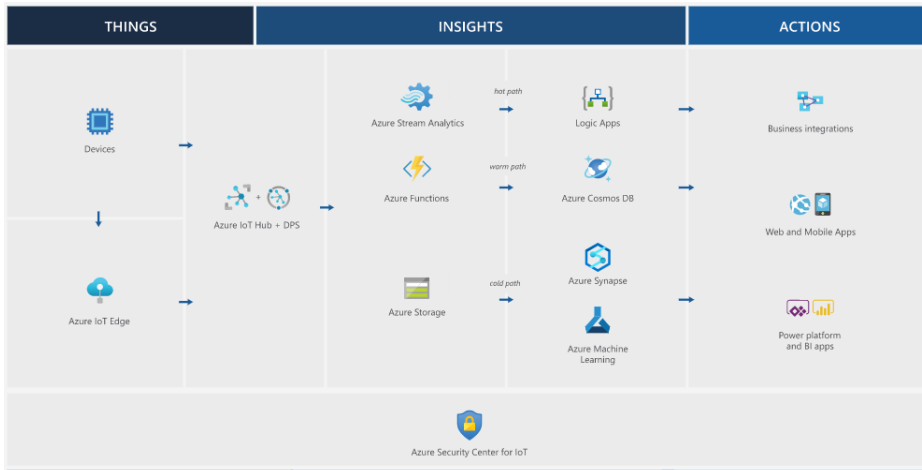 THINGS
INSIGHTS
ACTIONS
Devices
Azure IoT Edge
Azure IoT Hub + DPS
+
Azure Stream Analytics
hot path
Logic Apps
Business integrations
Azure Functions
warm path
Azure Cosmos DB
Web and Mobile Apps
Azure Storage
cold path
Azure Synapse
Azure Machine
Learning
Power platform
and BI apps
Azure Security Center for IoT